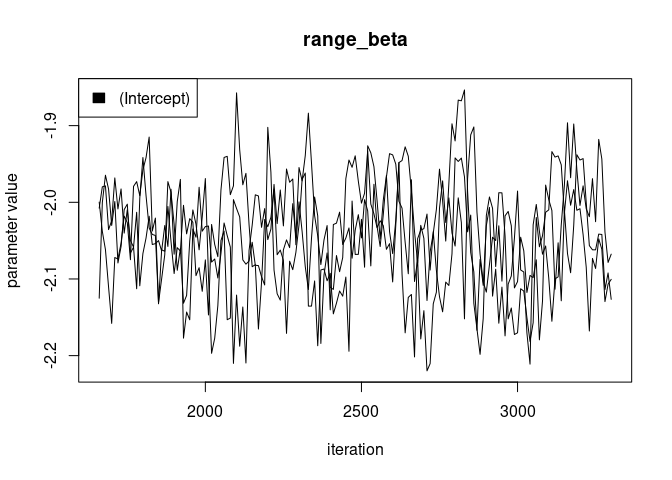 range_beta
(Intercept)
parameter value
-1.9
-2.0
-2.1
-2.2
2000
2500
3000
iteration